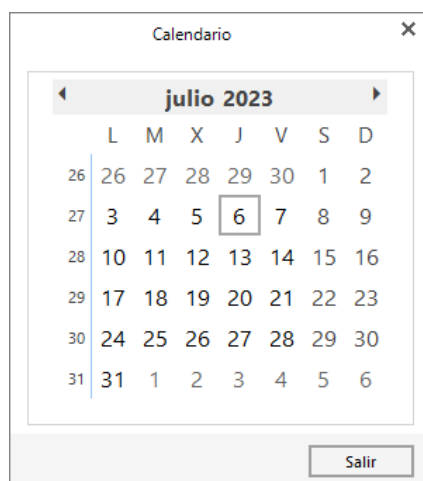 Calendario
julio 2023
L M X J V S D
26 26 27 28 29 30 1 2
27 3 4 5 6 7 8 9
28 10 11 12 13 14 15 16
29 17 18 19 20 21 22 23
30 24 25 26 27 28 29 30
31 31 1 2 3 4 5 6
Salir